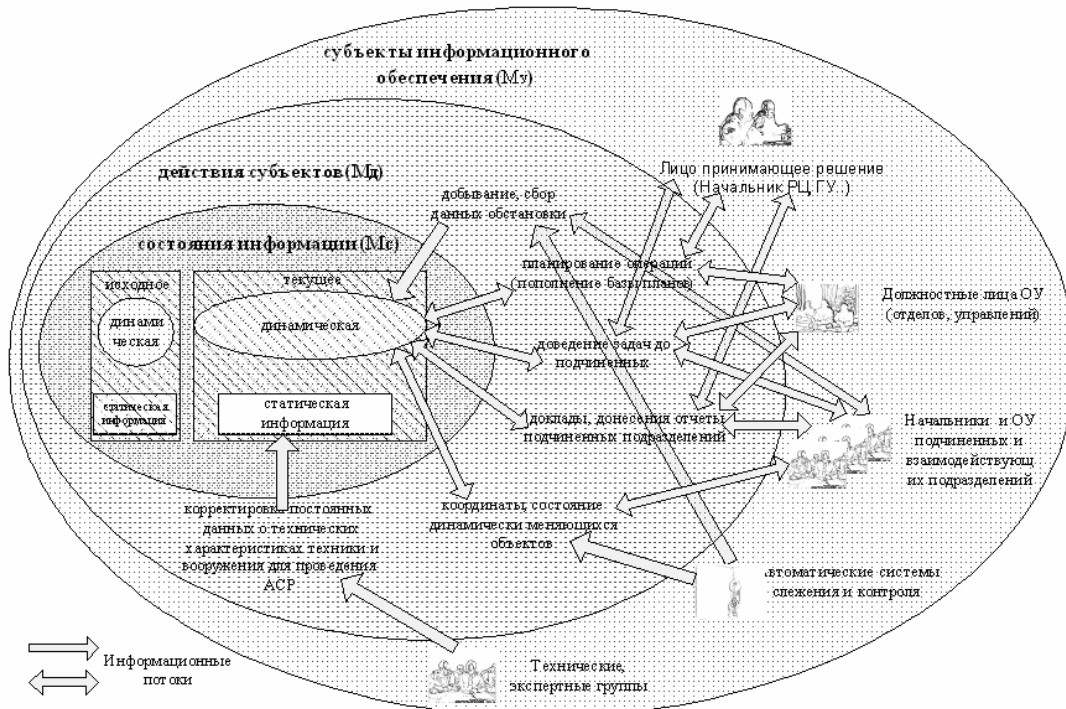 субъекты информационного
обеспечения (Му)
действия субъектов (Мд)
состояния информации (Мс)
исходное
динами
ческая
статическая
информация
текущее
динамическая
статическая
информация
добывание, сбор
данных обстановки
Лицо принимающее решение
(Начальник РЦ, ГУ..)
планирование операций
(пополнение базы планов)
Должностные лица ОУ
(отделов, управлений)
доведение задач до
подчиненных
доклады, донесения отчеты
подчиненных подразделений
Начальники и ОУ
подчиненных и
взаимодействующ
их подразделений
координаты, состояние
динамически меняющихся
объектов
корректировка постоянных
данных о технических
характеристиках техники и
вооружения для проведения
АСР
автоматические системы
слежения и контроля
Технические,
экспертные группы
Информационные
потоки